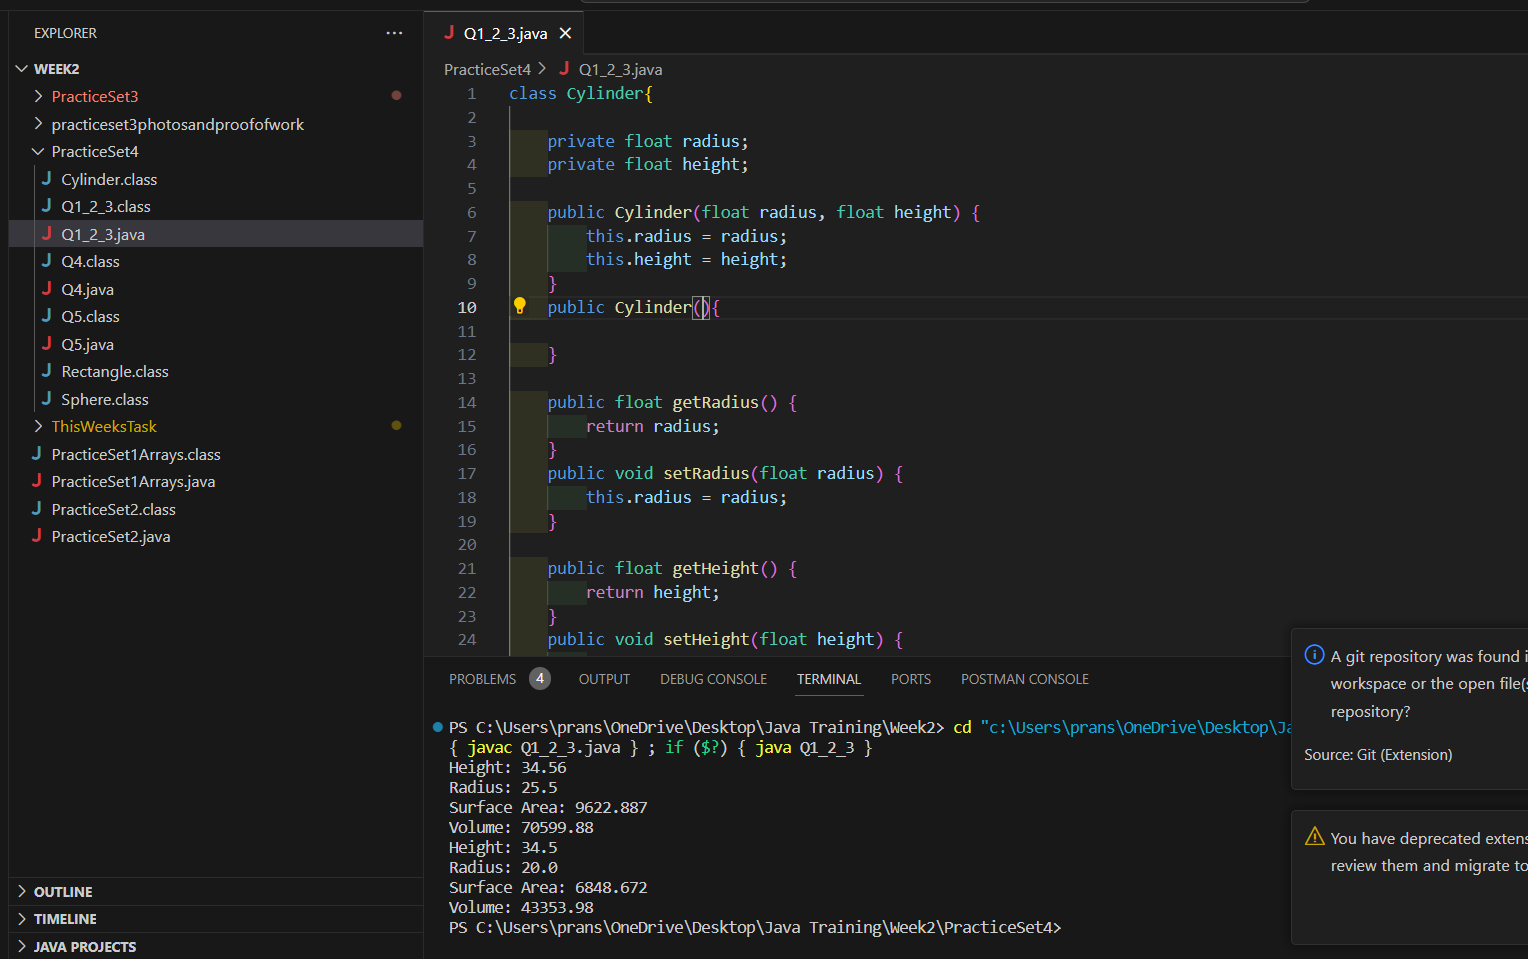 EXPLORER
WEEK2
PracticeSet3
practiceset3photosandproofofwork
PracticeSet4
Cylinder.class
Q1_2_3.class
Q1_2_3.java
Q4.class
Q4.java
Q5.class
Q5.java
Rectangle.class
Sphere.class
ThisWeeksTask
PracticeSet1Arrays.class
PracticeSet1Arrays.java
PracticeSet2.class
PracticeSet2.java
OUTLINE
TIMELINE
JAVA PROJECTS
Q1_2_3.java
PracticeSet4 > Q1_2_3.java
1 class Cylinder{
2
3 private float radius;
4 private float height;
5
6 public Cylinder(float radius, float height) {
7 this.radius = radius;
8 this.height = height;
9 }
10 public Cylinder(){
11
12 }
13
14 public float getRadius() {
15 return radius;
16 }
17 public void setRadius(float radius) {
18 this.radius = radius;
19 }
20
21 public float getHeight() {
22 return height;
23 }
24 public void setHeight(float height) {
PROBLEMS 4 OUTPUT DEBUG CONSOLE TERMINAL PORTS POSTMAN CONSOLE
PS C:\Users\prans\OneDrive\Desktop\Java Training\Week2> cd "c:\Users\prans\OneDrive\Desktop\Ja
{ javac Q1_2_3.java } ; if ($?) { java Q1_2_3 }
Height: 34.56
Radius: 25.5
Surface Area: 9622.887
Volume: 70599.88
Height: 34.5
Radius: 20.0
Surface Area: 6848.672
Volume: 43353.98
PS C:\Users\prans\OneDrive\Desktop\Java Training\Week2\PracticeSet4>
A git repository was found i
workspace or the open file(s
repository?
Source: Git (Extension)
You have deprecated extens
review them and migrate to